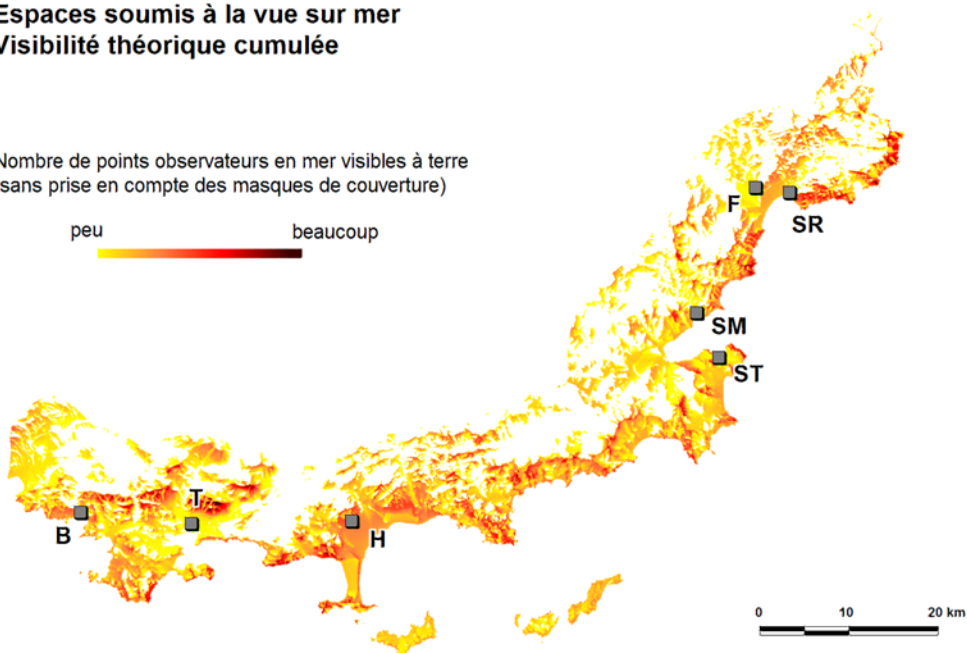 Espaces soumis à la vue sur mer
Visibilité théorique cumulée
Nombre de points observateurs en mer visibles à terre
(sans prise en compte des masques de couverture)
peu beaucoup
F
SR
SM
ST
T
B
H
0 10 20 km